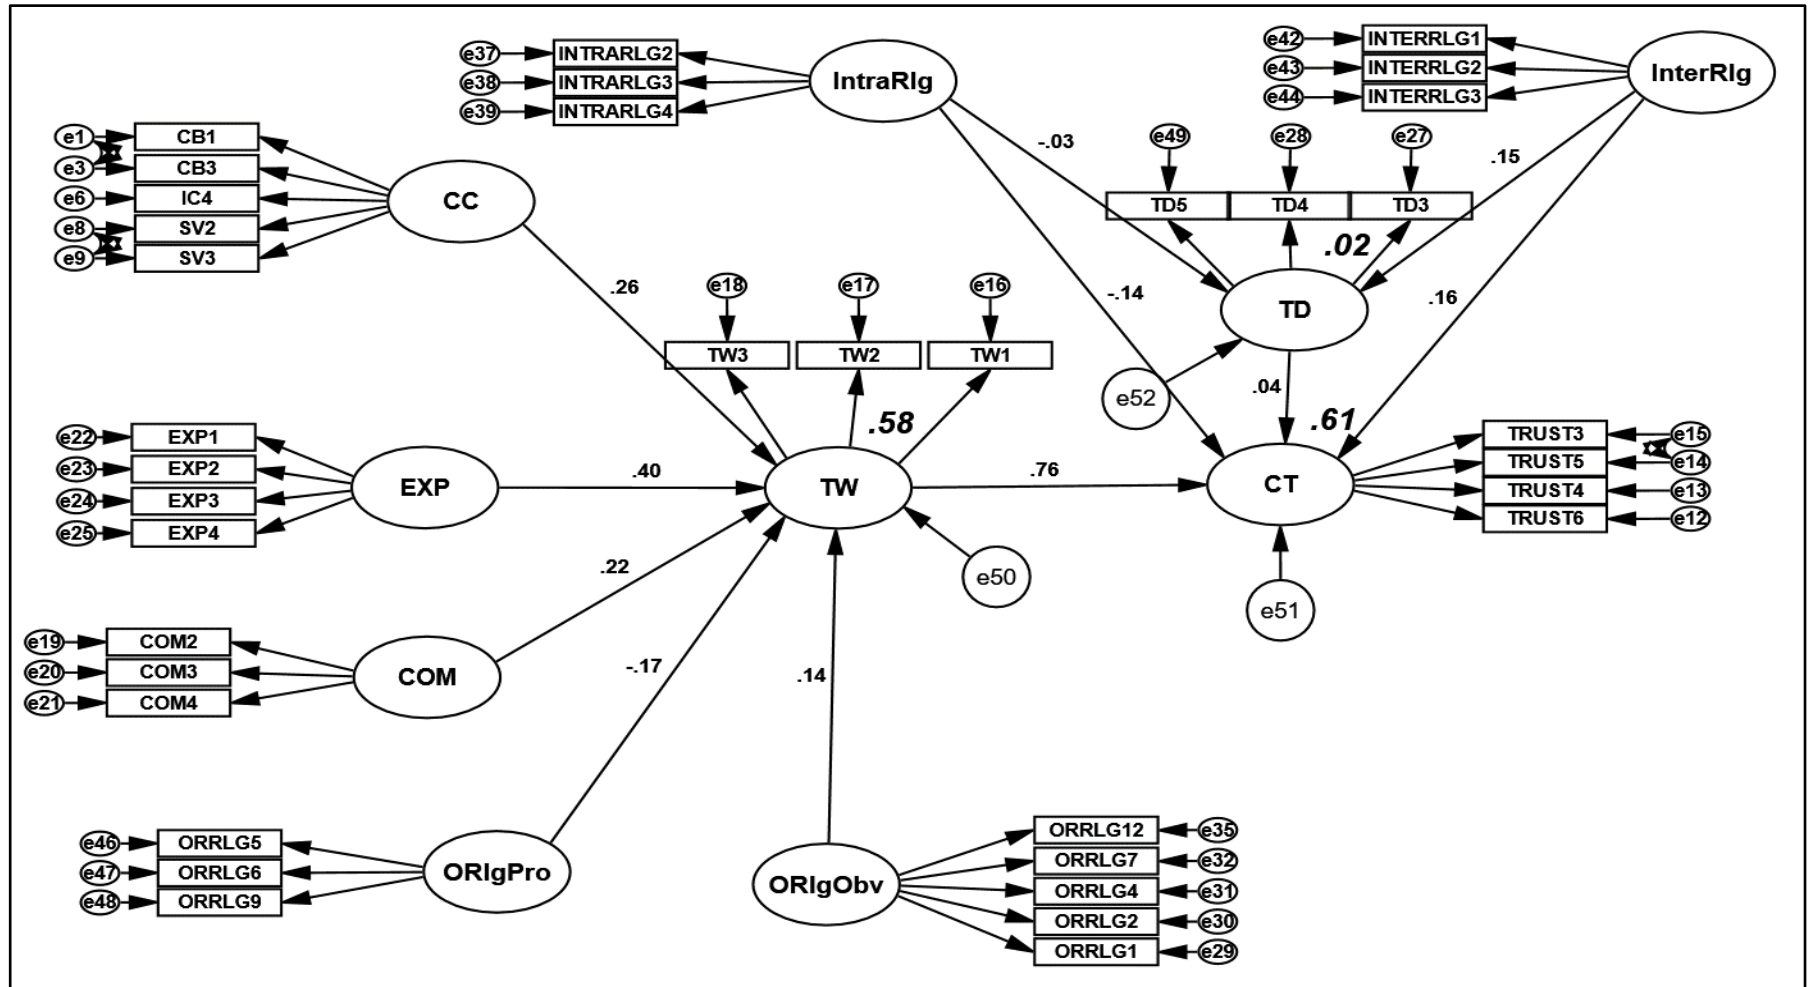 e37 INTRARLG2
e38 INTRARLG3
e39 INTRARLG4
IntraRlg
e42 INTERRLG1
e43 INTERRLG2
e44 INTERRLG3
InterRlg
e1 CB1
e3 CB3
e6 IC4
e8 SV2
e9 SV3
CC
-.03
.15
e49 e28 e27
TD5 TD4 TD3
.02
TD
.26
-.14
.16
e18 e17 e16
TW3 TW2 TW1
e52
.04
.58
.61
e22 EXP1
e23 EXP2
e24 EXP3
e25 EXP4
EXP
.40
TW
.76
CT
TRUST3 e15
TRUST5 e14
TRUST4 e13
TRUST6 e12
e50
e51
.22
e19 COM2
e20 COM3
e21 COM4
COM
-.17
.14
e46 ORRLG5
e47 ORRLG6
e48 ORRLG9
ORlgPro
ORlgObv
ORRLG12 e35
ORRLG7 e32
ORRLG4 e31
ORRLG2 e30
ORRLG1 e29